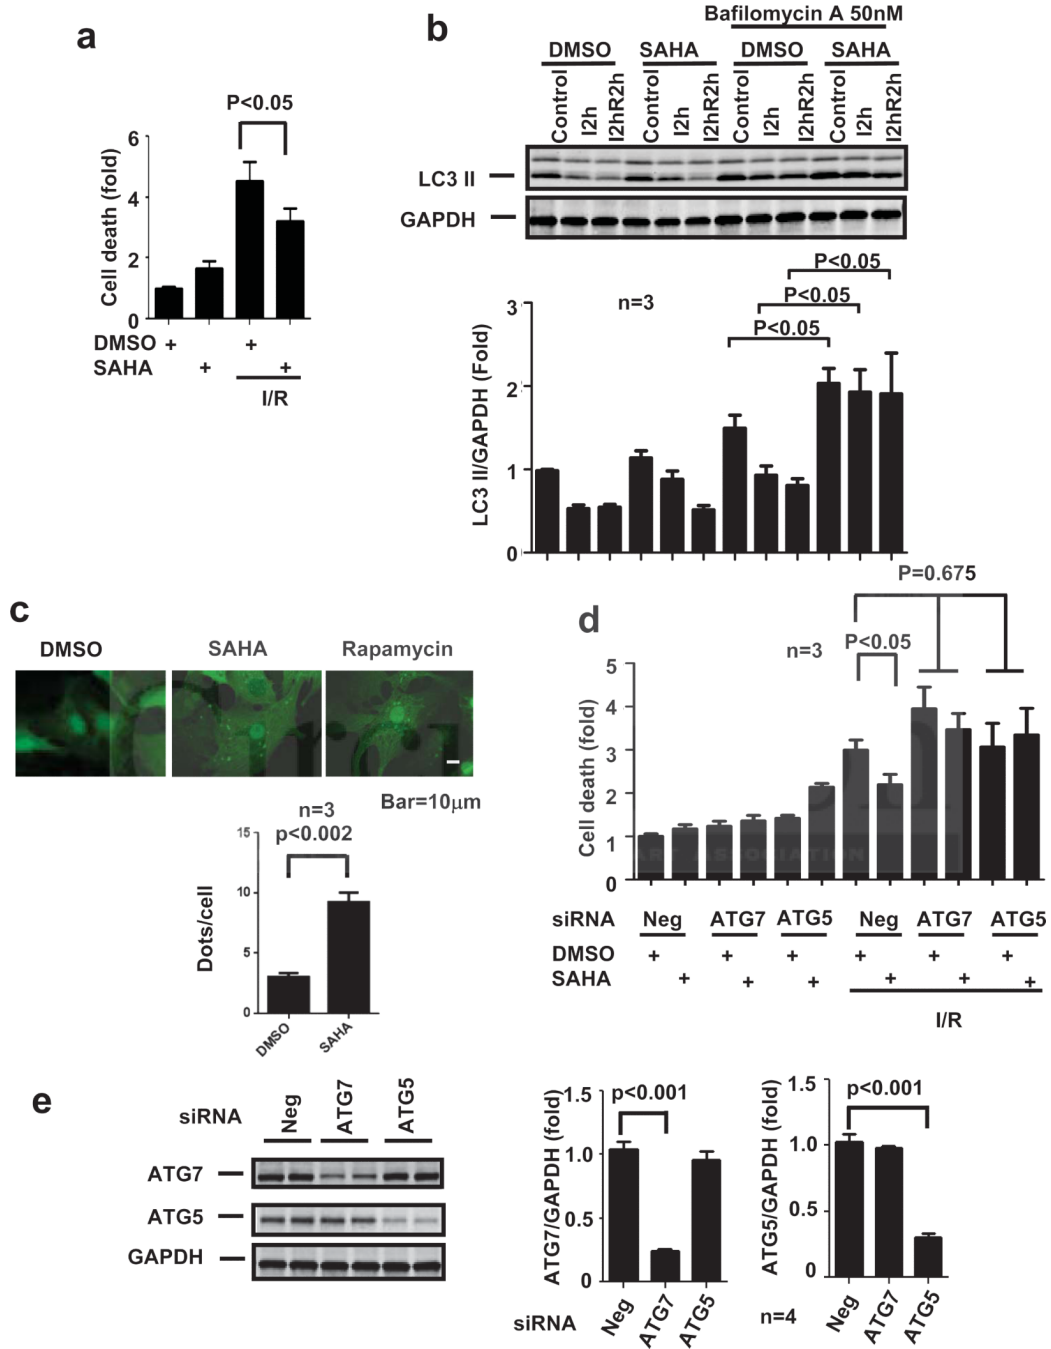 a
P<0.05
6
4
2
0
Cell death (fold)
DMSO + +
SAHA + +
I/R
b
Bafilomycin A 50nM
DMSO SAHA DMSO SAHA
Control I2h I2hR2h Control I2h I2hR2h Control I2h I2hR2h Control I2h I2hR2h
LC3 II
GAPDH
P<0.05
P<0.05
P<0.05
n=3
3
2
1
0
LC3 II/GAPDH (Fold)
c
DMSO SAHA Rapamycin
Bar=10μm
n=3
p<0.002
15
10
5
0
Dots/cell
DMSO SAHA
d
P=0.675
P<0.05
n=3
5
4
3
2
1
0
Cell death (fold)
ART ASSOCIATION
siRNA Neg ATG7 ATG5 Neg ATG7 ATG5
DMSO + + + + + +
SAHA + + + + + +
I/R
e
siRNA Neg ATG7 ATG5
ATG7
ATG5
GAPDH
p<0.001
1.5
1.0
0.5
0
ATG7/GAPDH (fold)
siRNA Neg ATG7 ATG5
p<0.001
1.5
1.0
0.5
0
ATG5/GAPDH (fold)
n=4 Neg ATG7 ATG5